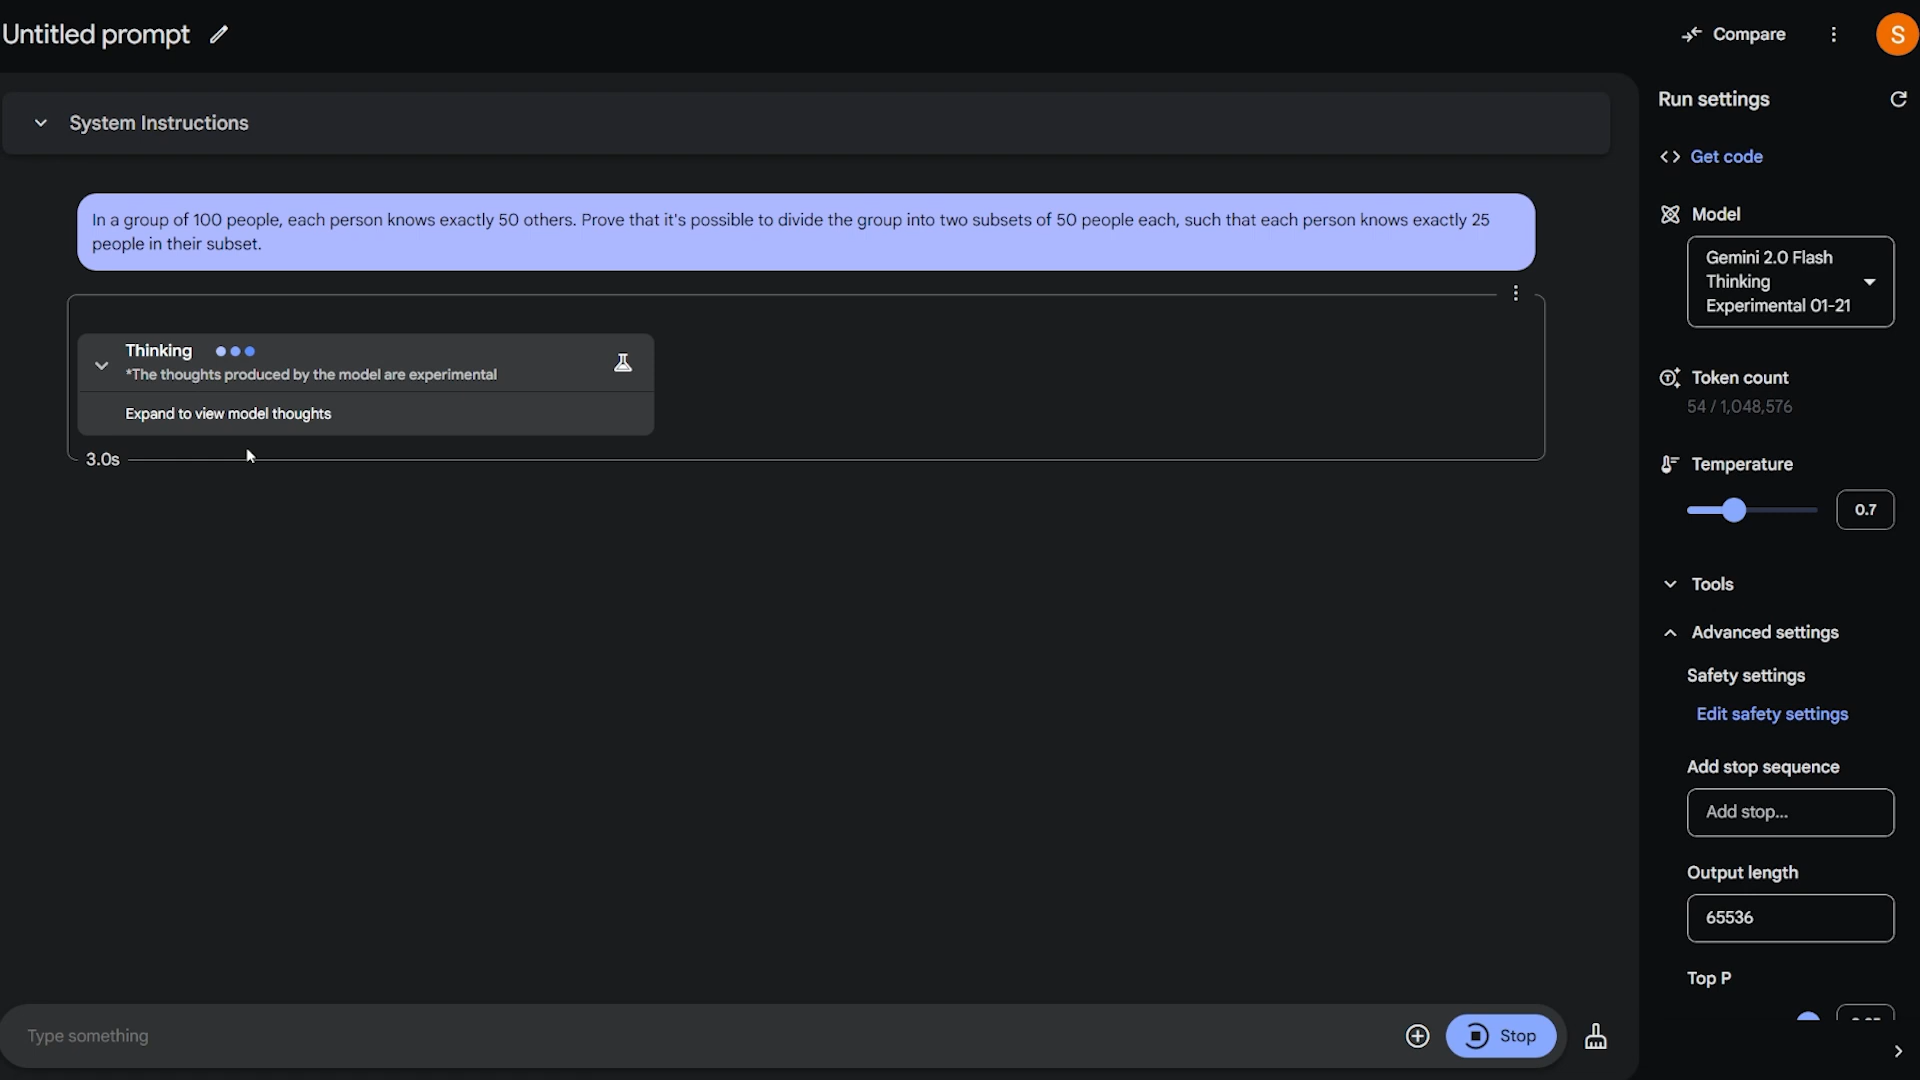 Untitled prompt
Compare
S
System Instructions
In a group of 100 people, each person knows exactly 50 others. Prove that it's possible to divide the group into two subsets of 50 people each, such that each person knows exactly 25
people in their subset.
Thinking
*The thoughts produced by the model are experimental
Expand to view model thoughts
3.0s
Run settings
Get code
Model
Gemini 2.0 Flash
Thinking
Experimental 01-21
Token count
54 / 1,048,576
Temperature
0.7
Tools
Advanced settings
Safety settings
Edit safety settings
Add stop sequence
Add stop...
Output length
65536
Top P
Type something
Stop